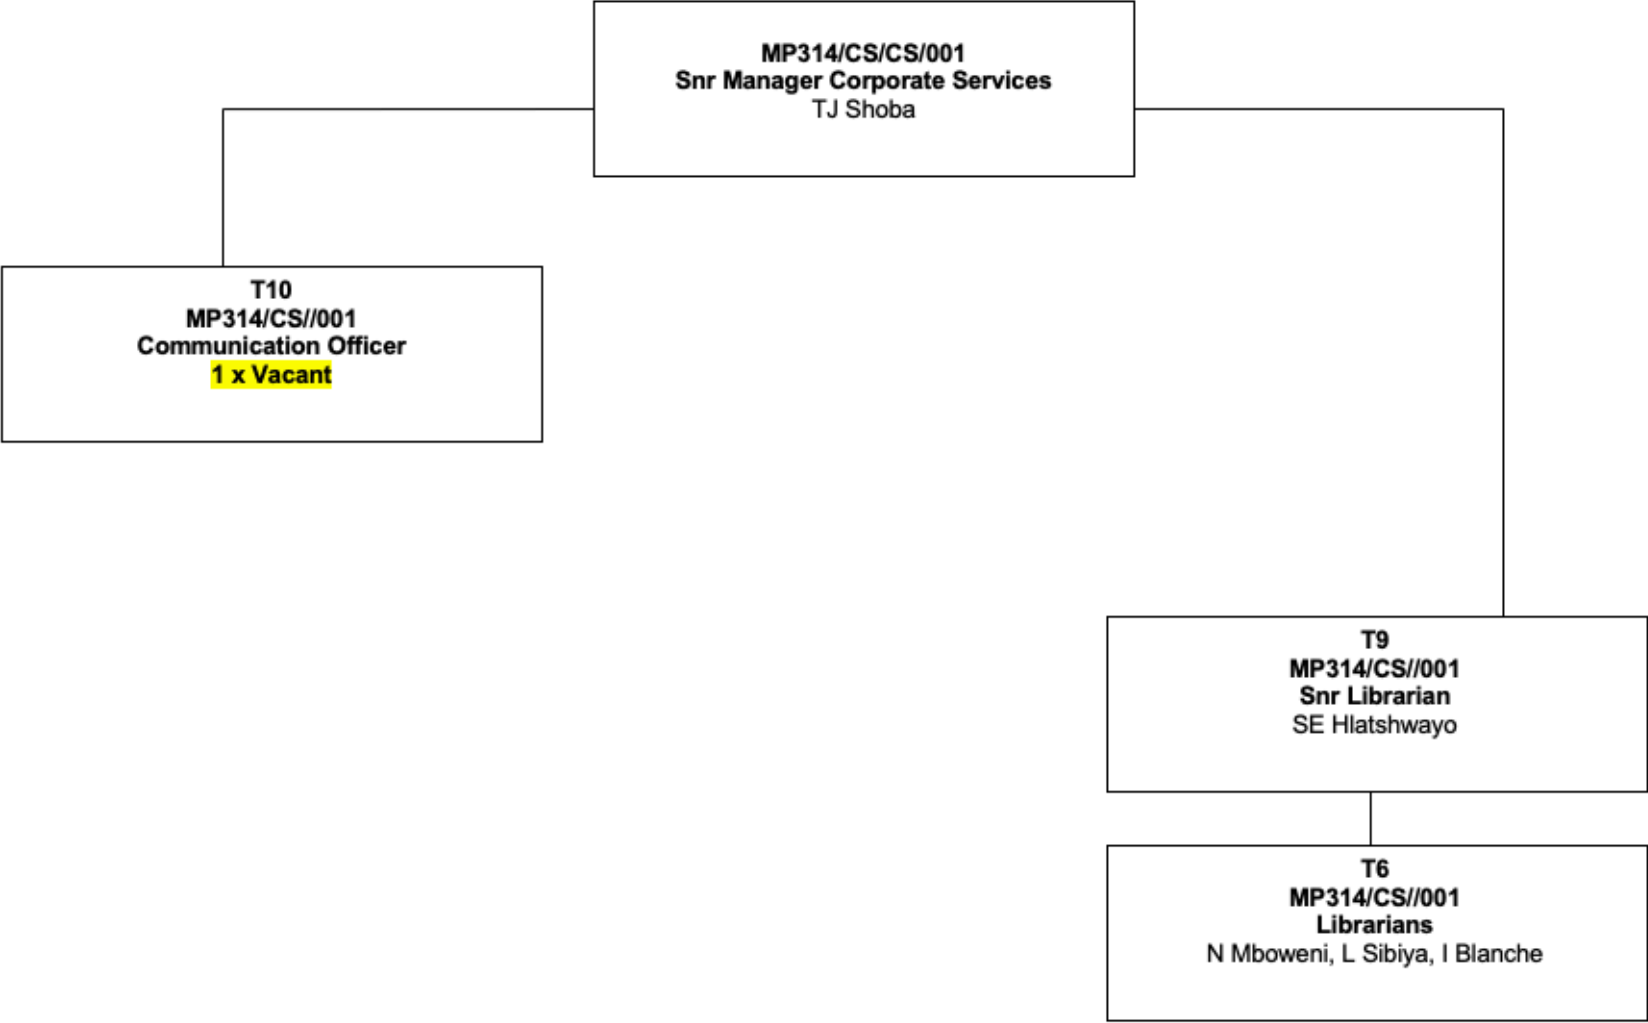 MP314/CS/CS/001
Snr Manager Corporate Services
TJ Shoba
T10
MP314/CS//001
Communication Officer
1 x Vacant
T9
MP314/CS//001
Snr Librarian
SE Hlatshwayo
T6
MP314/CS//001
Librarians
N Mboweni, L Sibiya, I Blanche